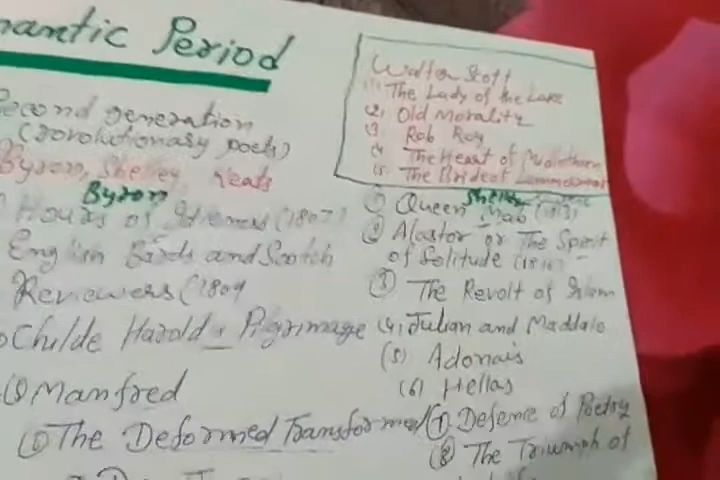 mantic Period
Second generation
(revolutionary poets)
Byron, Shelley, Keats
Byron
Hours of Idleness (1807)
English Bards and Scotch
Reviewers (1809
Childe Harold's Pilgrimage
Manfred
The Deformed Transformed
Walter Scott
(1) The Lady of the Lake
(2) Old Morality
(3 Rob Roy
(4 The Heart of Midlothian
(5 The Bride of Lammermoor
Shelley
(1) Queen Mab (1813)
(2) Alastor or The Spirit
of Solitude (1816)
(3) The Revolt of Islam
(4) Julian and Maddalo
(5) Adonais
(6) Hellas
(7) Defence of Poetry
(8) The Triumph of